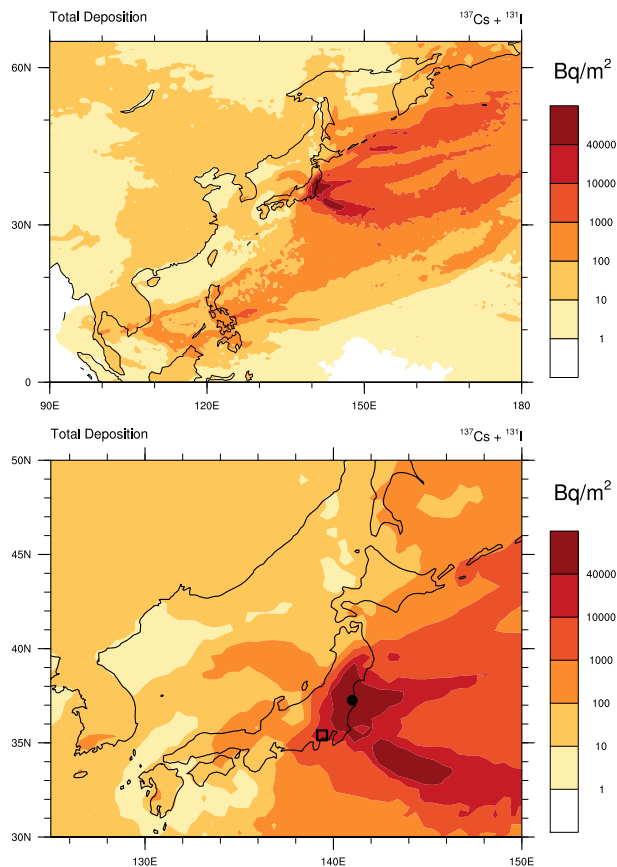 Total Deposition ¹³⁷Cs + ¹³¹I
60N
30N
0
90E 120E 150E 180
Bq/m²
40000
10000
1000
100
10
1
Total Deposition ¹³⁷Cs + ¹³¹I
50N
45N
40N
35N
30N
130E 140E 150E
Bq/m²
40000
10000
1000
100
10
1